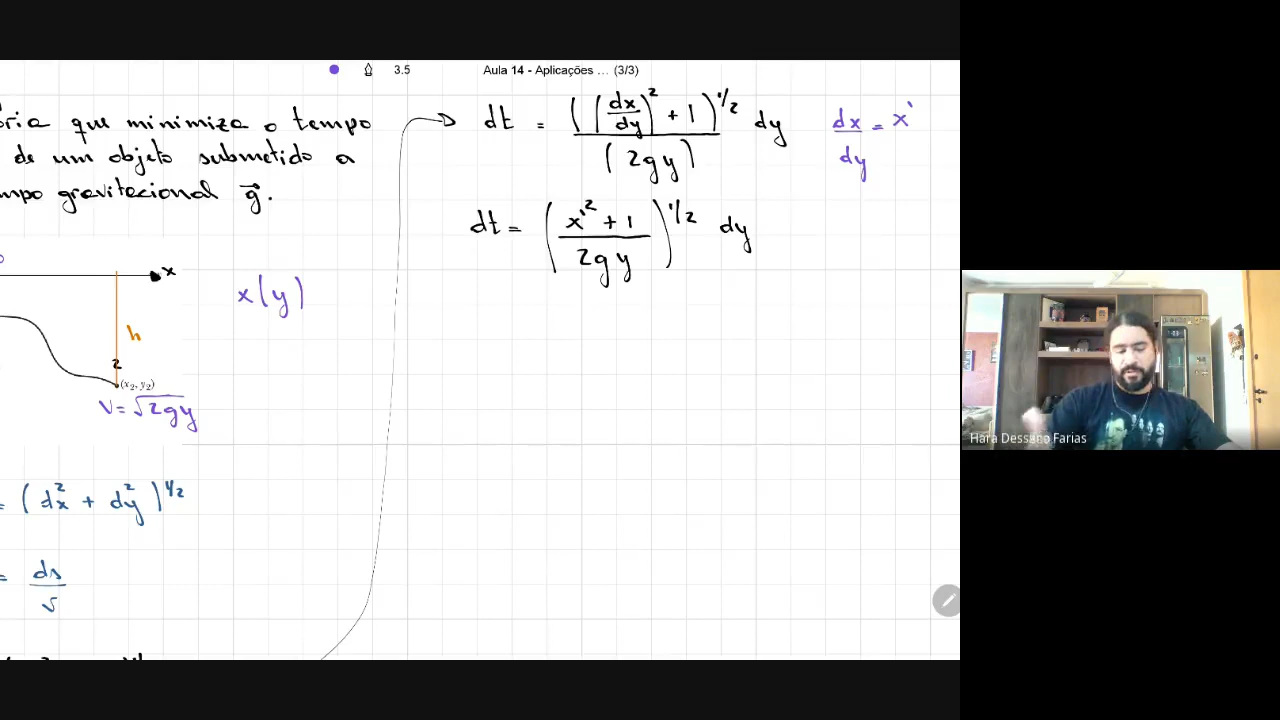 3.5 Aula 14 - Aplicações ... (3/3)
ória que minimiza o tempo
de um objeto submetido a
mpo gravitacional g⃗.
x
x(y)
h
2
(x₂, y₂)
v = √2gy
= (dx² + dy²)^1/2
= ds/v
dt = ((dx/dy)² + 1)^1/2 / (2gy) dy
dx/dy = x'
dt = (x'² + 1 / 2gy)^1/2 dy
Hara Dessano Farias